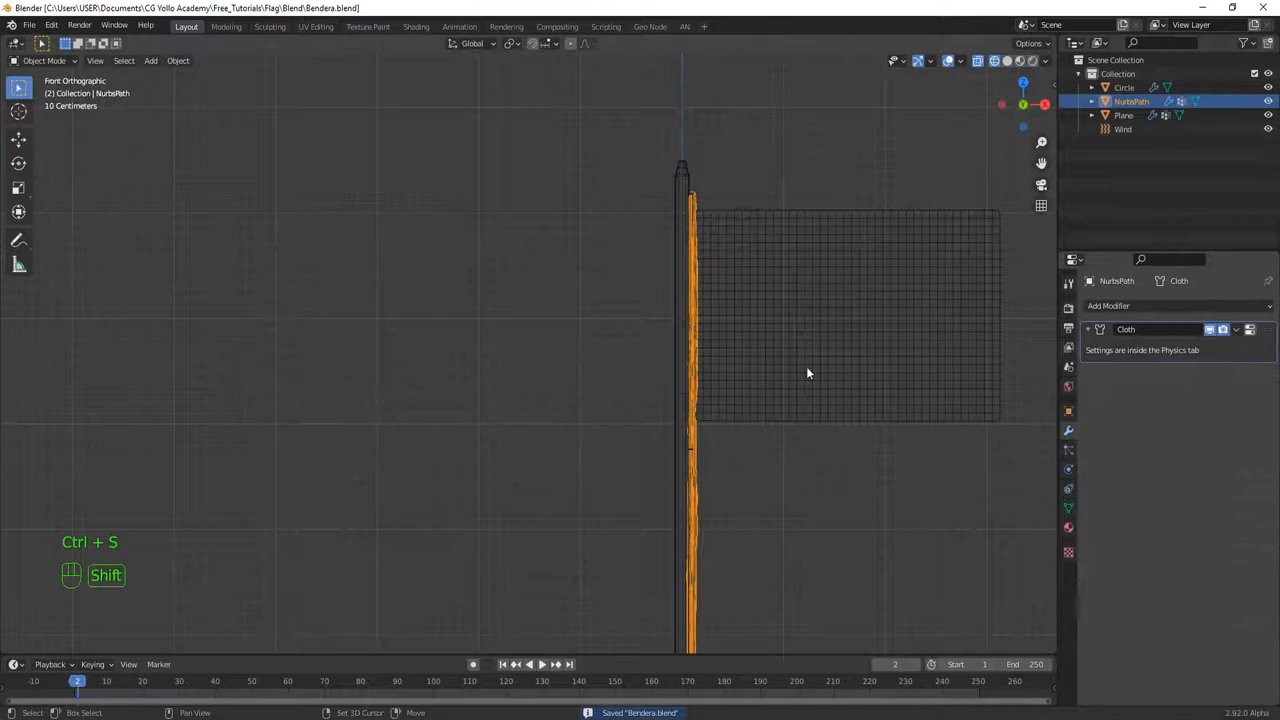 Blender [C:\Users\USER\Documents\CG Yollo Academy\Free_Tutorials\Flag\Blend\Bendera.blend]
File Edit Render Window Help Layout Modeling Sculpting UV Editing Texture Paint Shading Animation Rendering Compositing Scripting Geo Node AN Scene View Layer
Global Options
Object Mode View Select Add Object
Front Orthographic
(2) Collection | NurbsPath
10 Centimeters
Z
Y
X
Scene Collection
Collection
Circle
NurbsPath
Plane
Wind
NurbsPath Cloth
Add Modifier
Cloth
Settings are inside the Physics tab
Ctrl + S
Shift
Playback Keying View Marker 2 Start 1 End 250
-10 2 10 20 30 40 50 60 70 80 90 100 110 120 130 140 150 160 170 180 190 200 210 220 230 240 250 260
Select Box Select Pan View Set 3D Cursor Move Saved "Bendera.blend" 2.92.0 Alpha